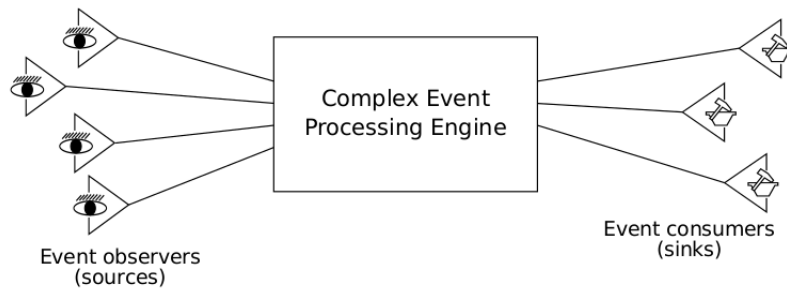 Complex Event
Processing Engine
Event observers
(sources)
Event consumers
(sinks)